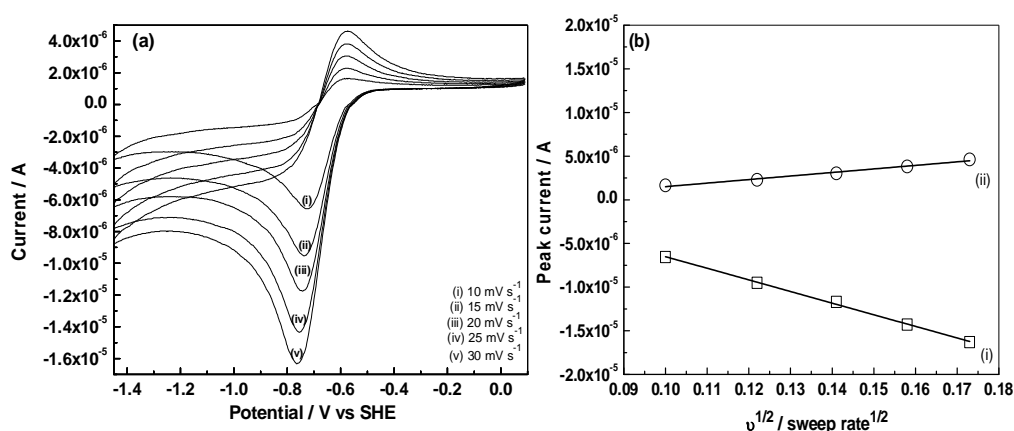 (a)
4.0x10⁻⁶
2.0x10⁻⁶
0.0
-2.0x10⁻⁶
-4.0x10⁻⁶
-6.0x10⁻⁶
-8.0x10⁻⁶
-1.0x10⁻⁵
-1.2x10⁻⁵
-1.4x10⁻⁵
-1.6x10⁻⁵
Current / A
(i)
(ii)
(iii)
(iv)
(v)
(i) 10 mV s⁻¹
(ii) 15 mV s⁻¹
(iii) 20 mV s⁻¹
(iv) 25 mV s⁻¹
(v) 30 mV s⁻¹
-1.4 -1.2 -1.0 -0.8 -0.6 -0.4 -0.2 0.0
Potential / V vs SHE
(b)
2.0x10⁻⁵
1.5x10⁻⁵
1.0x10⁻⁵
5.0x10⁻⁶
0.0
-5.0x10⁻⁶
-1.0x10⁻⁵
-1.5x10⁻⁵
-2.0x10⁻⁵
Peak current / A
(ii)
(i)
0.09 0.10 0.11 0.12 0.13 0.14 0.15 0.16 0.17 0.18
υ¹ᐟ² / sweep rate¹ᐟ²